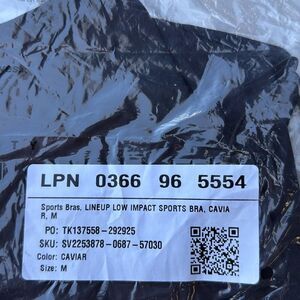 LPN 0366 96 5554
Sports Bras, LINEUP LOW IMPACT SPORTS BRA, CAVIA
R, M
PO: TK137558-292925
SKU: SV2253878-0687-57030
Color: CAVIAR
Size: M